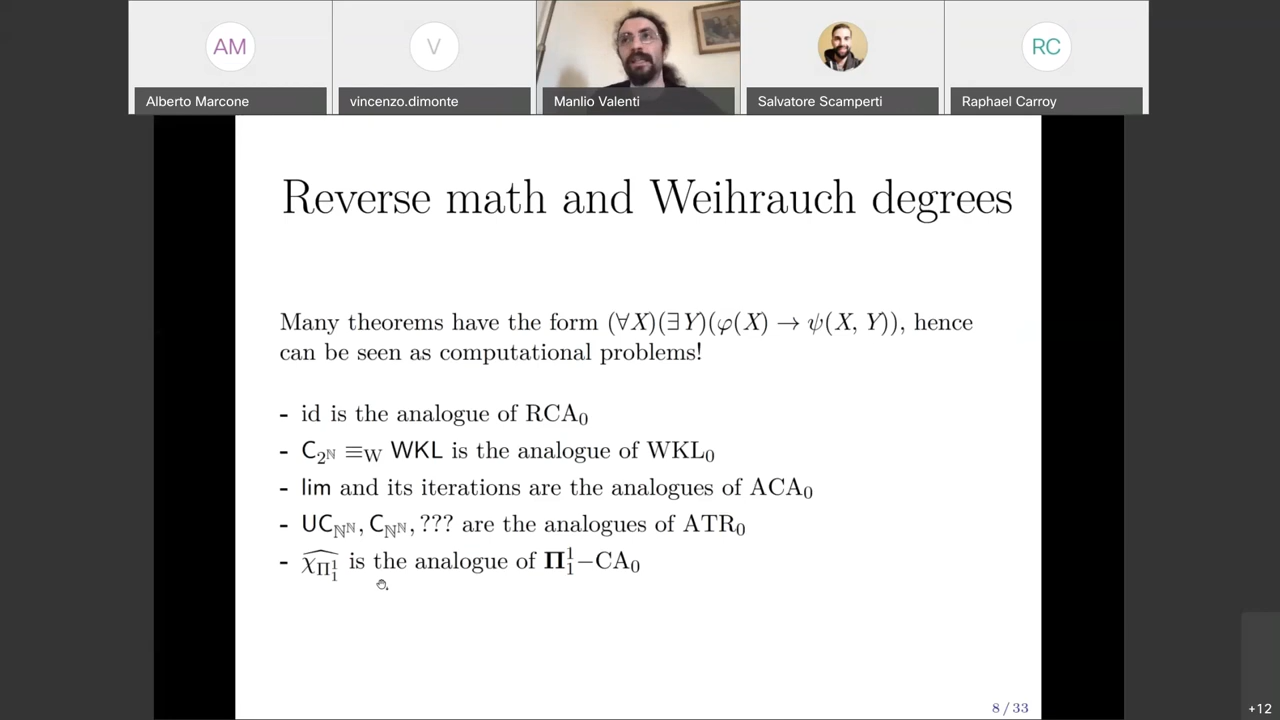 AM
V
RC
Alberto Marcone
vincenzo.dimonte
Manlio Valenti
Salvatore Scamperti
Raphael Carroy
Reverse math and Weihrauch degrees
Many theorems have the form (∀X)(∃Y)(φ(X) → ψ(X, Y)), hence
can be seen as computational problems!
- id is the analogue of RCA₀
- C_{2^ℕ} ≡_W WKL is the analogue of WKL₀
- lim and its iterations are the analogues of ACA₀
- UC_{ℕ^ℕ}, C_{ℕ^ℕ}, ??? are the analogues of ATR₀
- \widehat{χ_{Π^1_1}} is the analogue of Π^1_1−CA₀
8 / 33
+12